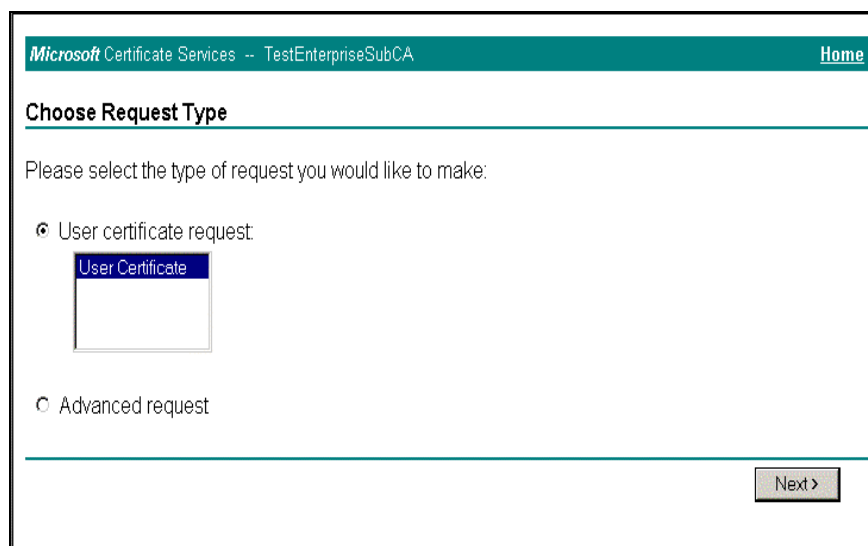 Microsoft Certificate Services -- TestEnterpriseSubCA Home
Choose Request Type
Please select the type of request you would like to make:
User certificate request:
User Certificate
Advanced request
Next >